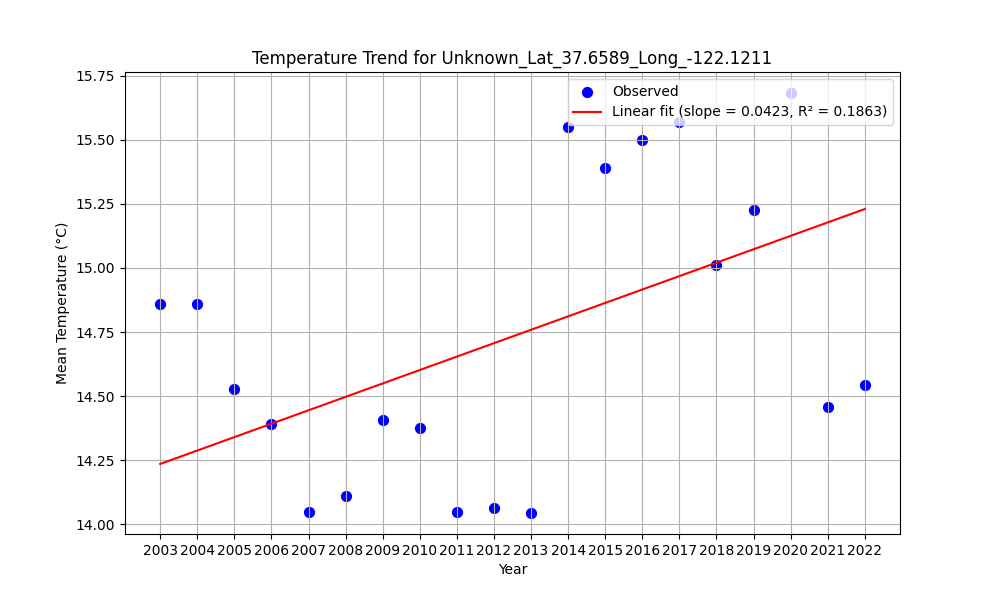 Temperature Trend for Unknown_Lat_37.6589_Long_-122.1211
Observed
Linear fit (slope = 0.0423, R² = 0.1863)
Mean Temperature (°C)
15.75
15.50
15.25
15.00
14.75
14.50
14.25
14.00
2003 2004 2005 2006 2007 2008 2009 2010 2011 2012 2013 2014 2015 2016 2017 2018 2019 2020 2021 2022
Year